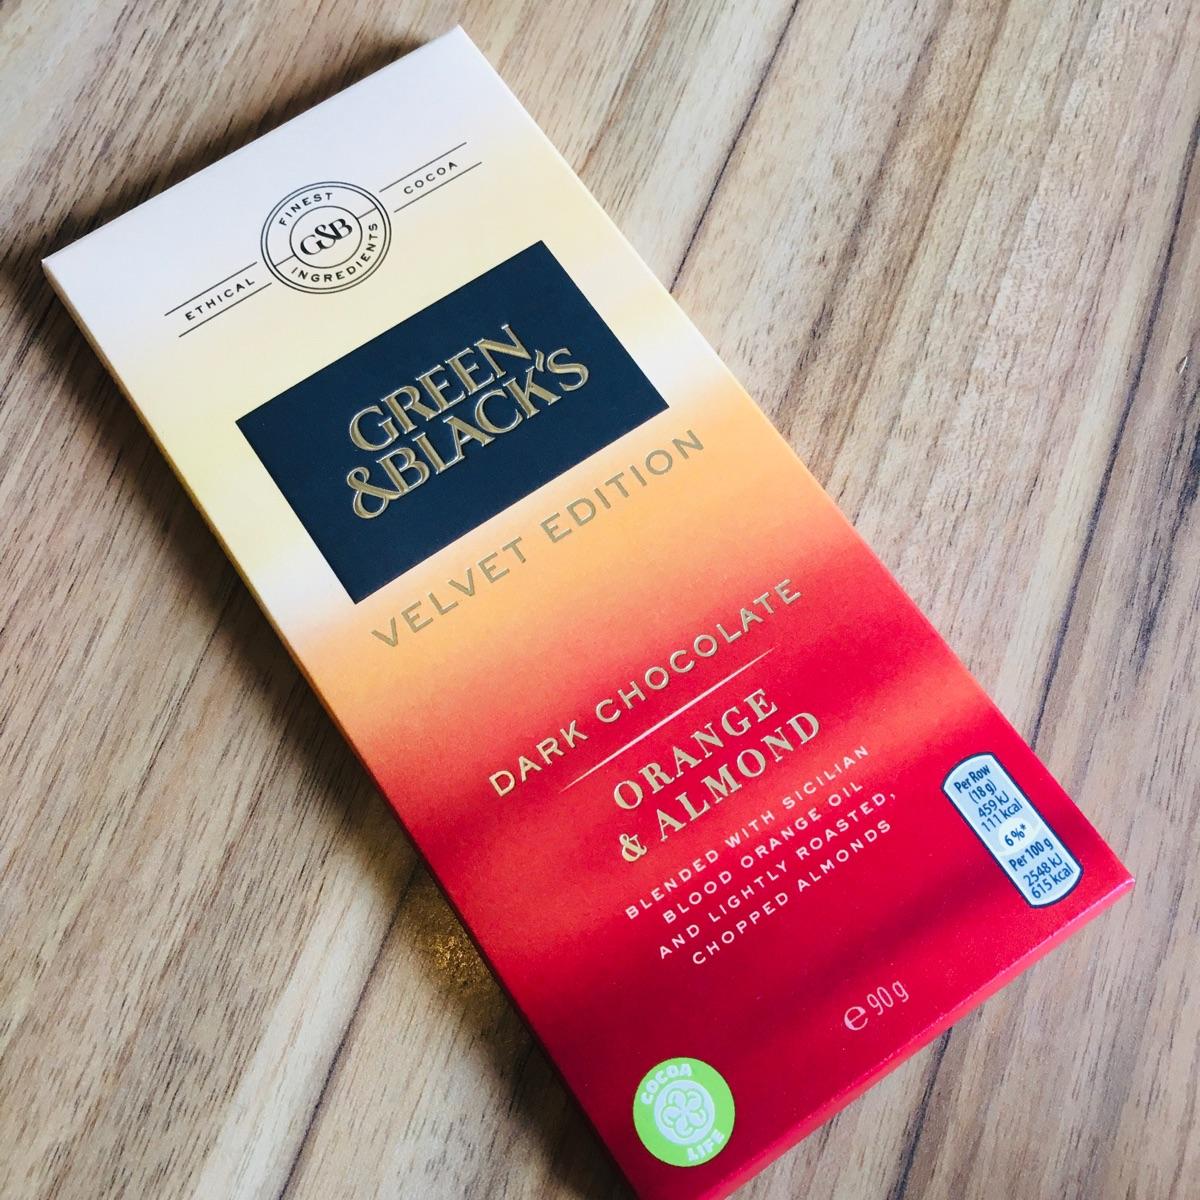 FINEST
ETHICAL G&B COCOA
INGREDIENTS
GREEN
&BLACK'S
VELVET EDITION
DARK CHOCOLATE
ORANGE
& ALMOND
BLENDED WITH SICILIAN
BLOOD ORANGE OIL
AND LIGHTLY ROASTED,
CHOPPED ALMONDS
Per Row
(18 g)
459 kJ
111 kcal
6%*
Per 100 g
2548 kJ
615 kcal
e 90 g
COCOA
LIFE